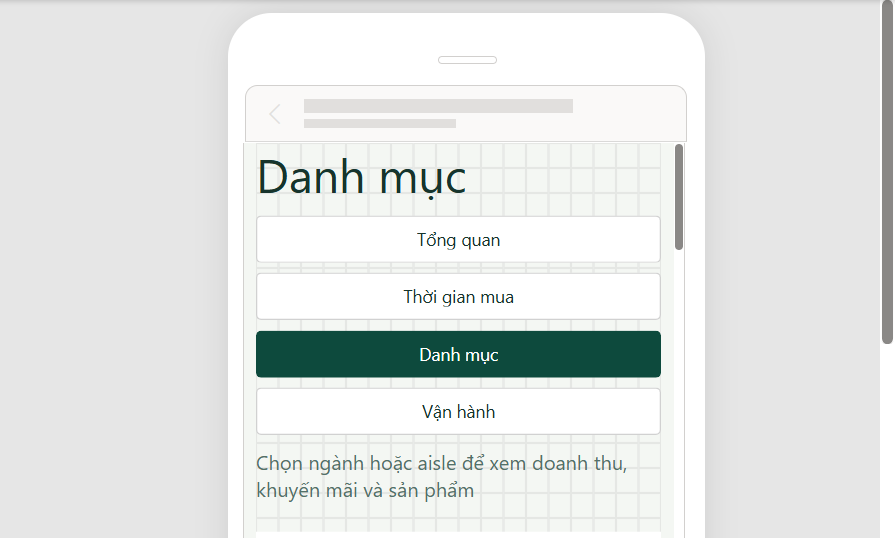 Danh mục
Tổng quan
Thời gian mua
Danh mục
Vận hành
Chọn ngành hoặc aisle để xem doanh thu,
khuyến mãi và sản phẩm